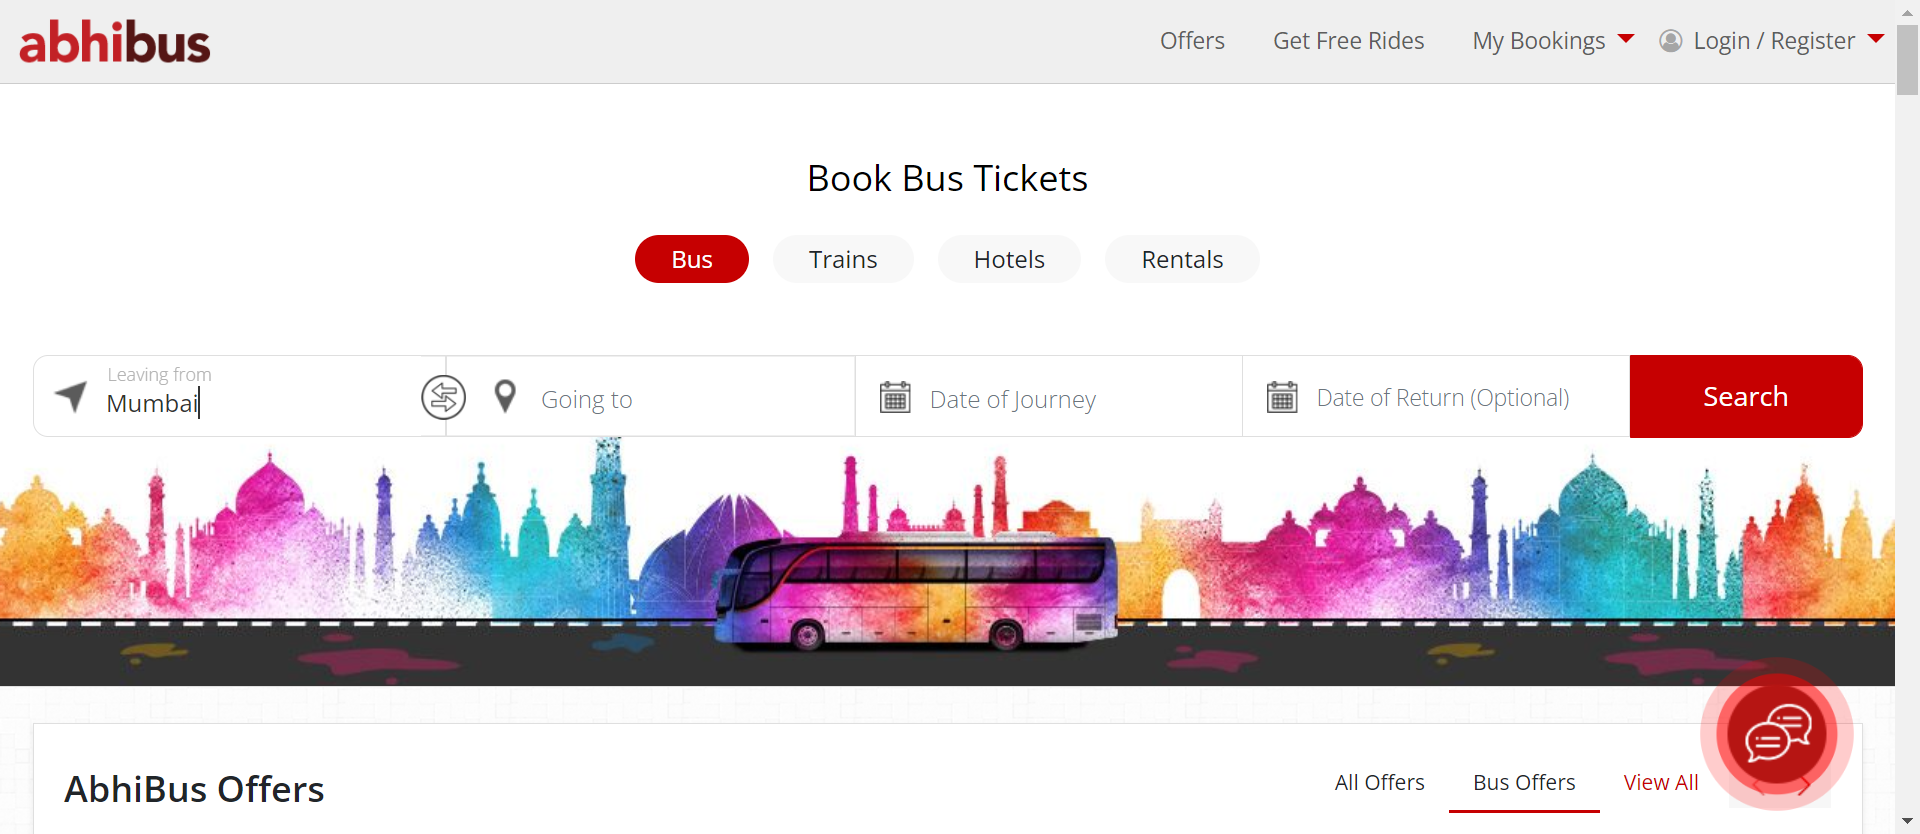 abhibus
Offers
Get Free Rides
My Bookings
Login / Register
Book Bus Tickets
Bus
Trains
Hotels
Rentals
Leaving from
Mumbai
Going to
Date of Journey
Date of Return (Optional)
Search
AbhiBus Offers
All Offers
Bus Offers
View All